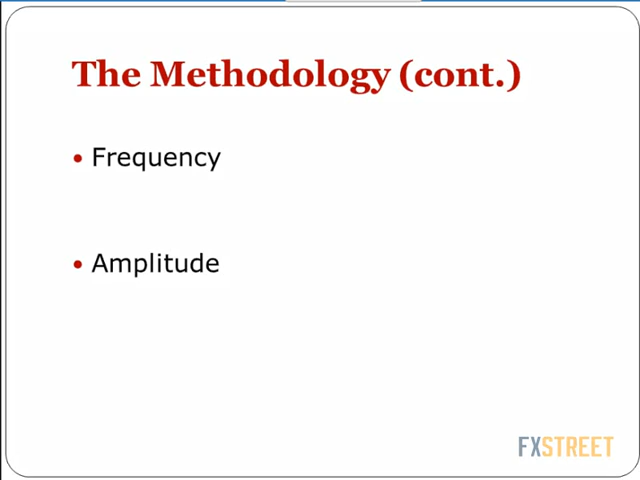 The Methodology (cont.)
• Frequency
• Amplitude
FXSTREET